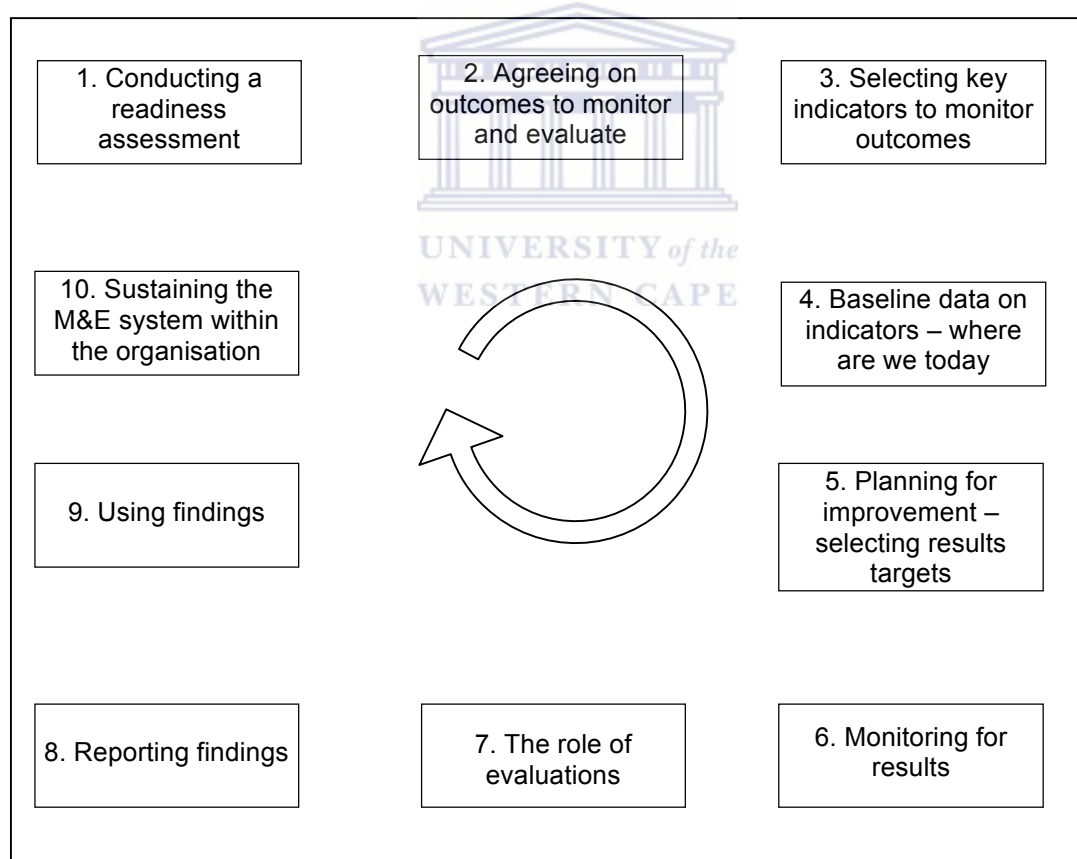 1. Conducting a
readiness
assessment
2. Agreeing on
outcomes to monitor
and evaluate
3. Selecting key
indicators to monitor
outcomes
UNIVERSITY of the
WESTERN CAPE
10. Sustaining the
M&E system within
the organisation
4. Baseline data on
indicators – where
are we today
9. Using findings
5. Planning for
improvement –
selecting results
targets
8. Reporting findings
7. The role of
evaluations
6. Monitoring for
results